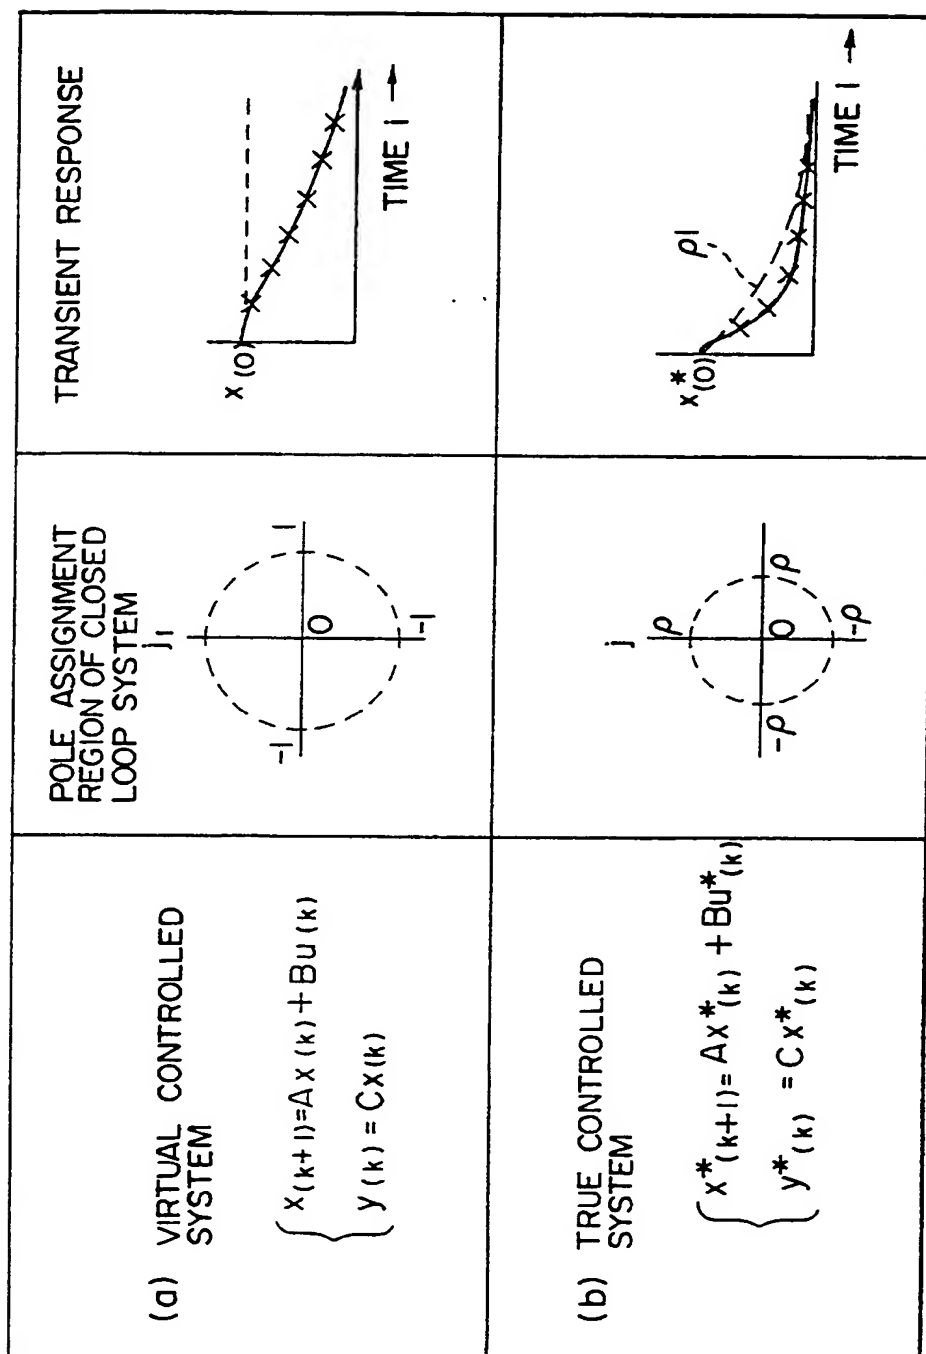 POLE ASSIGNMENT
REGION OF CLOSED
LOOP SYSTEM
TRANSIENT RESPONSE
(a) VIRTUAL CONTROLLED
SYSTEM
x(k+1)=Ax(k)+Bu(k)
y(k)=Cx(k)
j1
-1
1
0
-1
x(0)
TIME l →
(b) TRUE CONTROLLED
SYSTEM
x*(k+1)=Ax*(k)+Bu*(k)
y*(k)=Cx*(k)
j
ρ
-ρ
ρ
0
-ρ
x*(0)
ρl
TIME l →